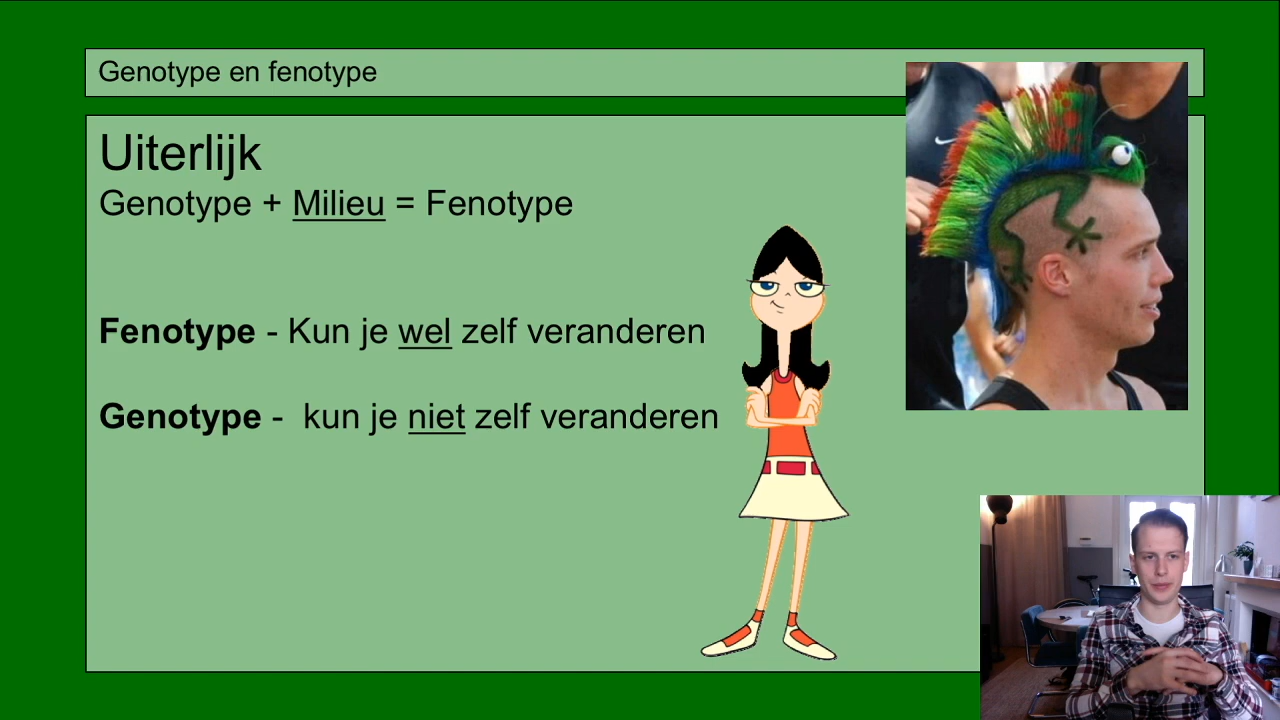 Genotype en fenotype
Uiterlijk
Genotype + Milieu = Fenotype
Fenotype - Kun je wel zelf veranderen
Genotype - kun je niet zelf veranderen